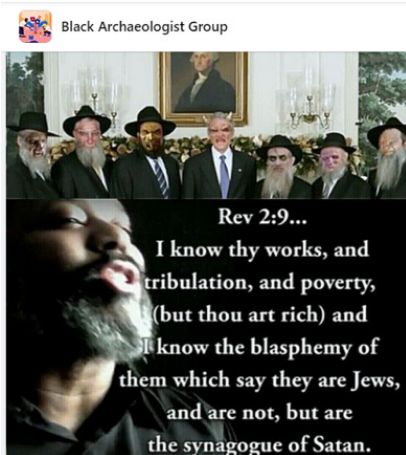 Black Archaeologist Group
Rev 2:9...
I know thy works, and
tribulation, and poverty,
(but thou art rich) and
I know the blasphemy of
them which say they are Jews,
and are not, but are
the synagogue of Satan.